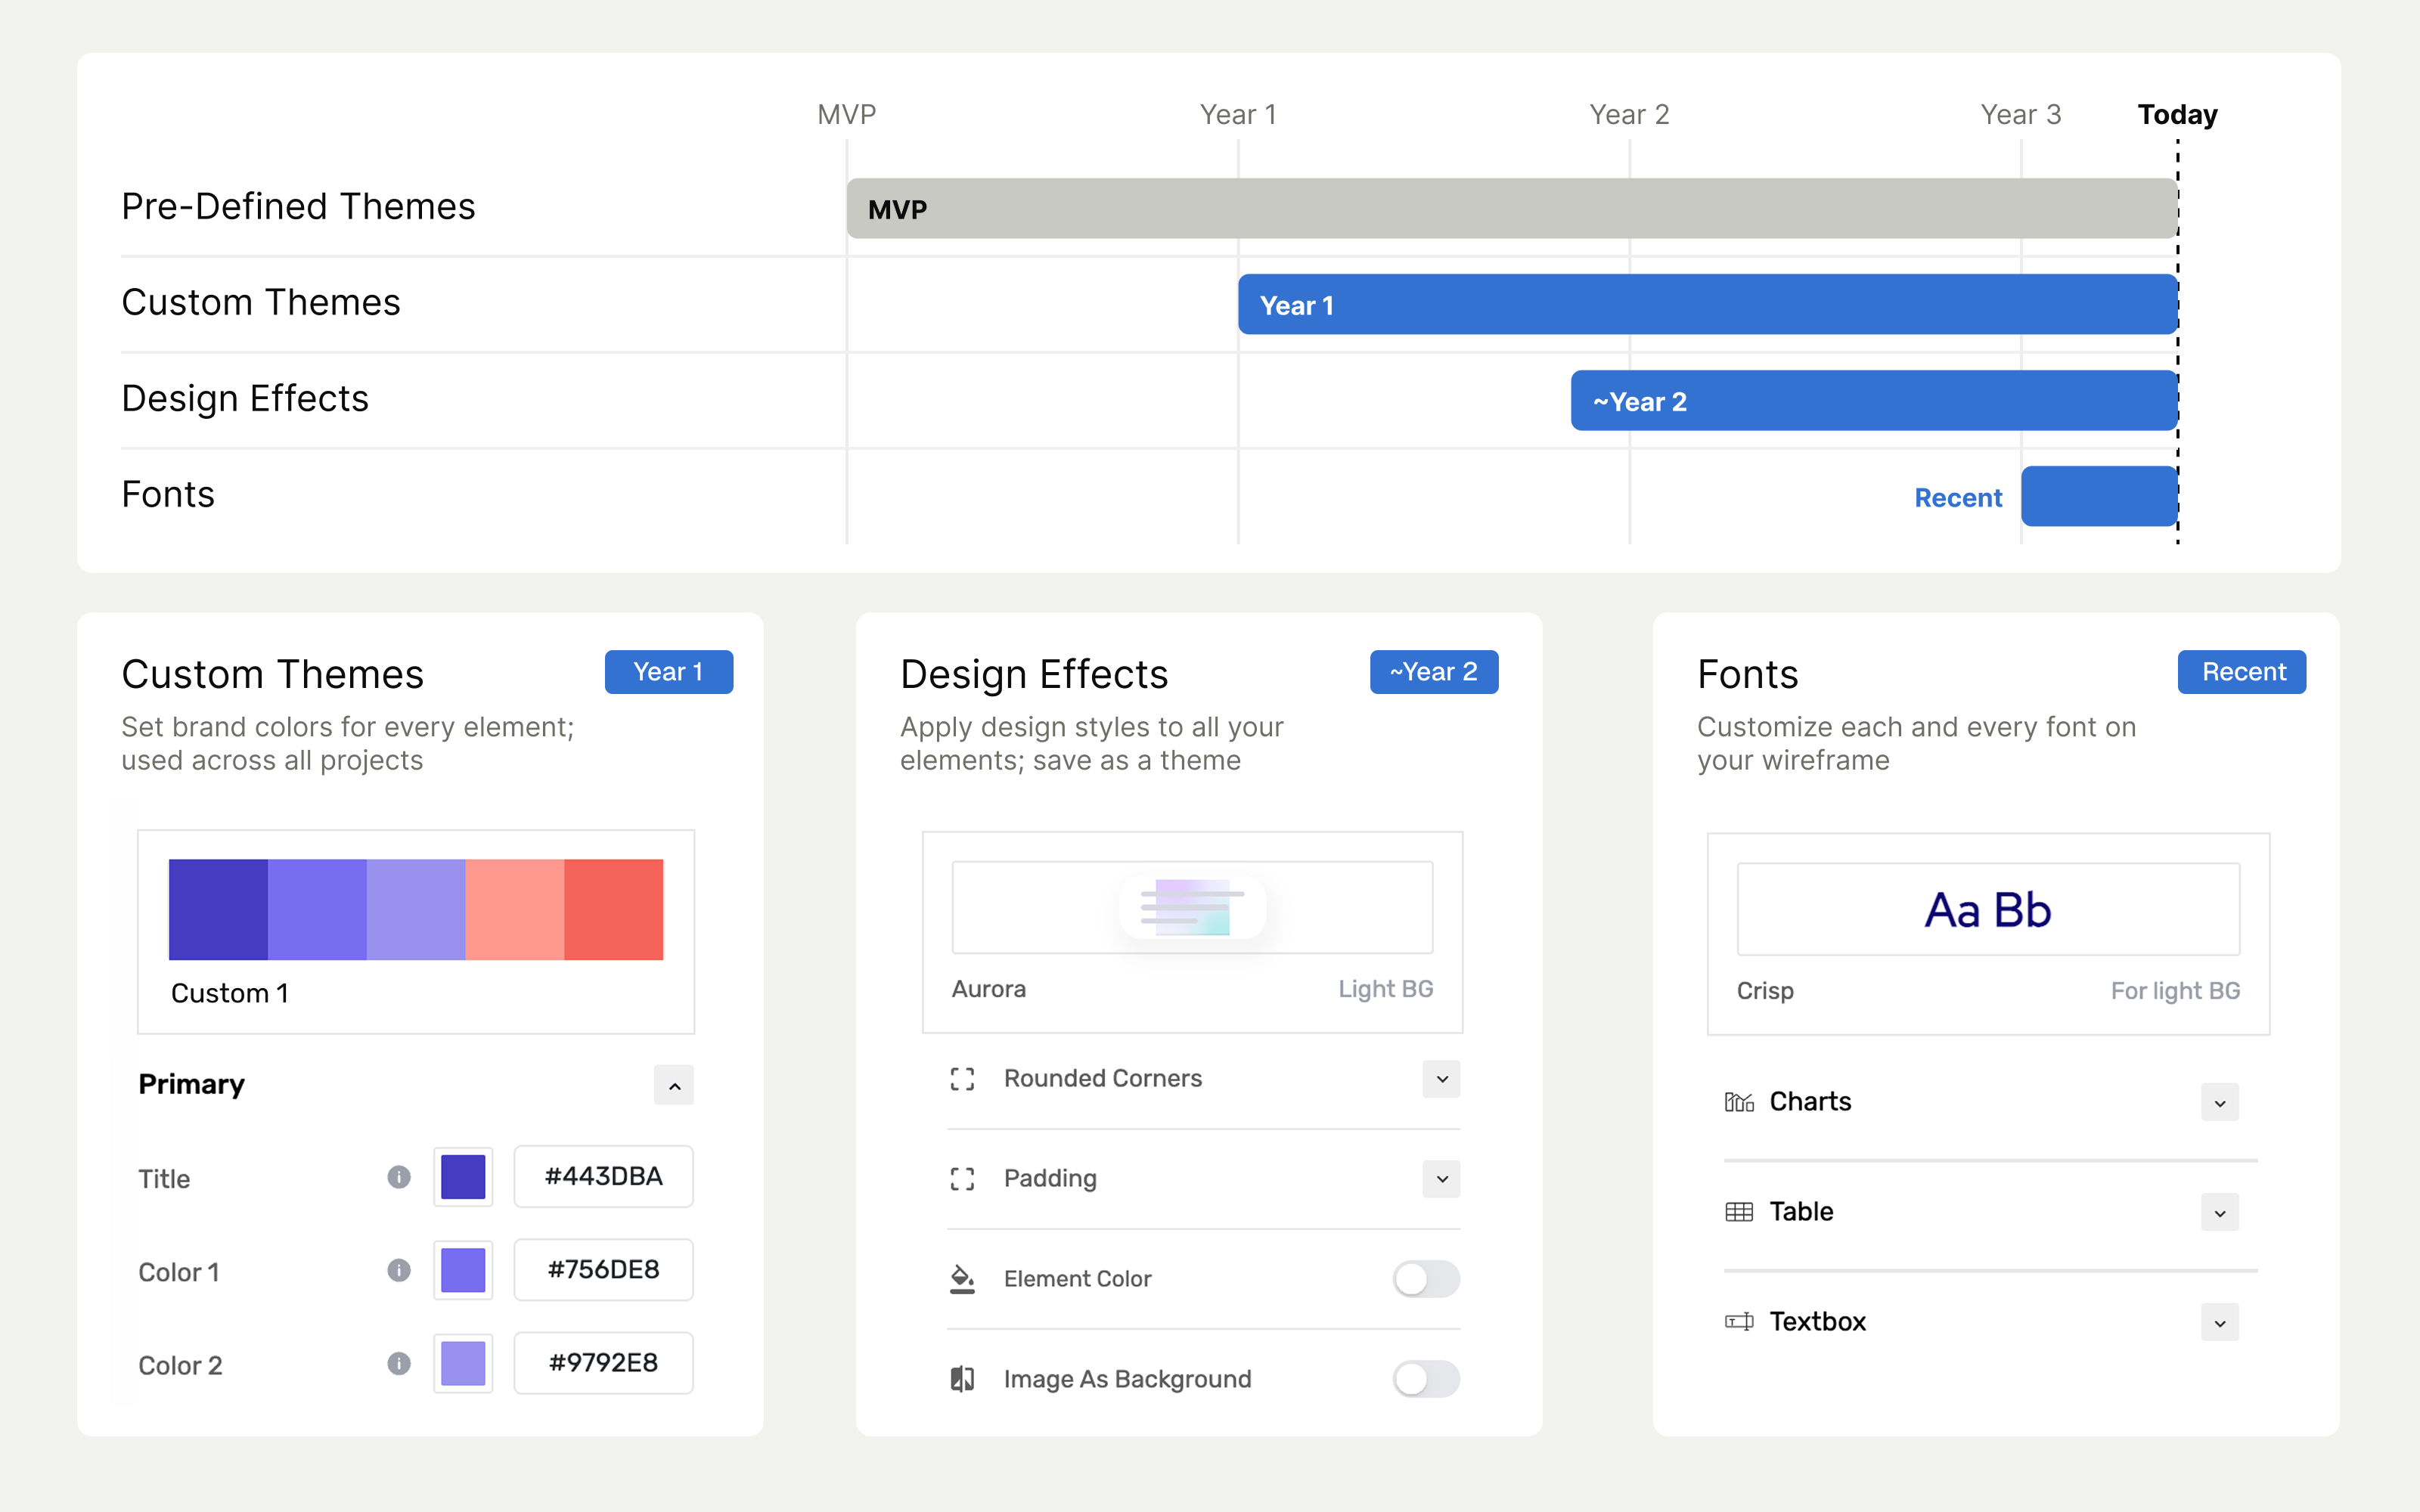 MVP
Year 1
Year 2
Year 3
Today
Pre-Defined Themes
MVP
Custom Themes
Year 1
Design Effects
~Year 2
Fonts
Recent
Custom Themes
Year 1
Set brand colors for every element;
used across all projects
Custom 1
Primary
Title
#443DBA
Color 1
#756DE8
Color 2
#9792E8
Design Effects
~Year 2
Apply design styles to all your
elements; save as a theme
Aurora
Light BG
Rounded Corners
Padding
Element Color
Image As Background
Fonts
Recent
Customize each and every font on
your wireframe
Aa Bb
Crisp
For light BG
Charts
Table
Textbox